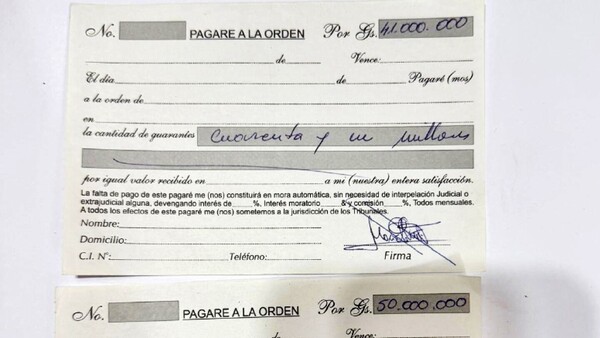 No. PAGARE A LA ORDEN Por Gs. 41.000.000
de Vence:
El día de Pagaré (mos)
a la orden de
en
la cantidad de guaranies cuarenta y un millones
por igual valor recibido en a mi (nuestra) entera satisfacción.
La falta de pago de este pagaré me (nos) constituirá en mora automática, sin necesidad de interpelación Judicial o
extrajudicial alguna, devengando interés de %, Interés moratorio &y comisión %, Todos mensuales.
A todos los efectos de este pagaré me (nos) sometemos a la jurisdicción de los Tribunales.
Nombre:
Domicilio:
C.I. N°: Teléfono: Firma
No. PAGARE A LA ORDEN Por Gs. 50.000.000
de Vence: